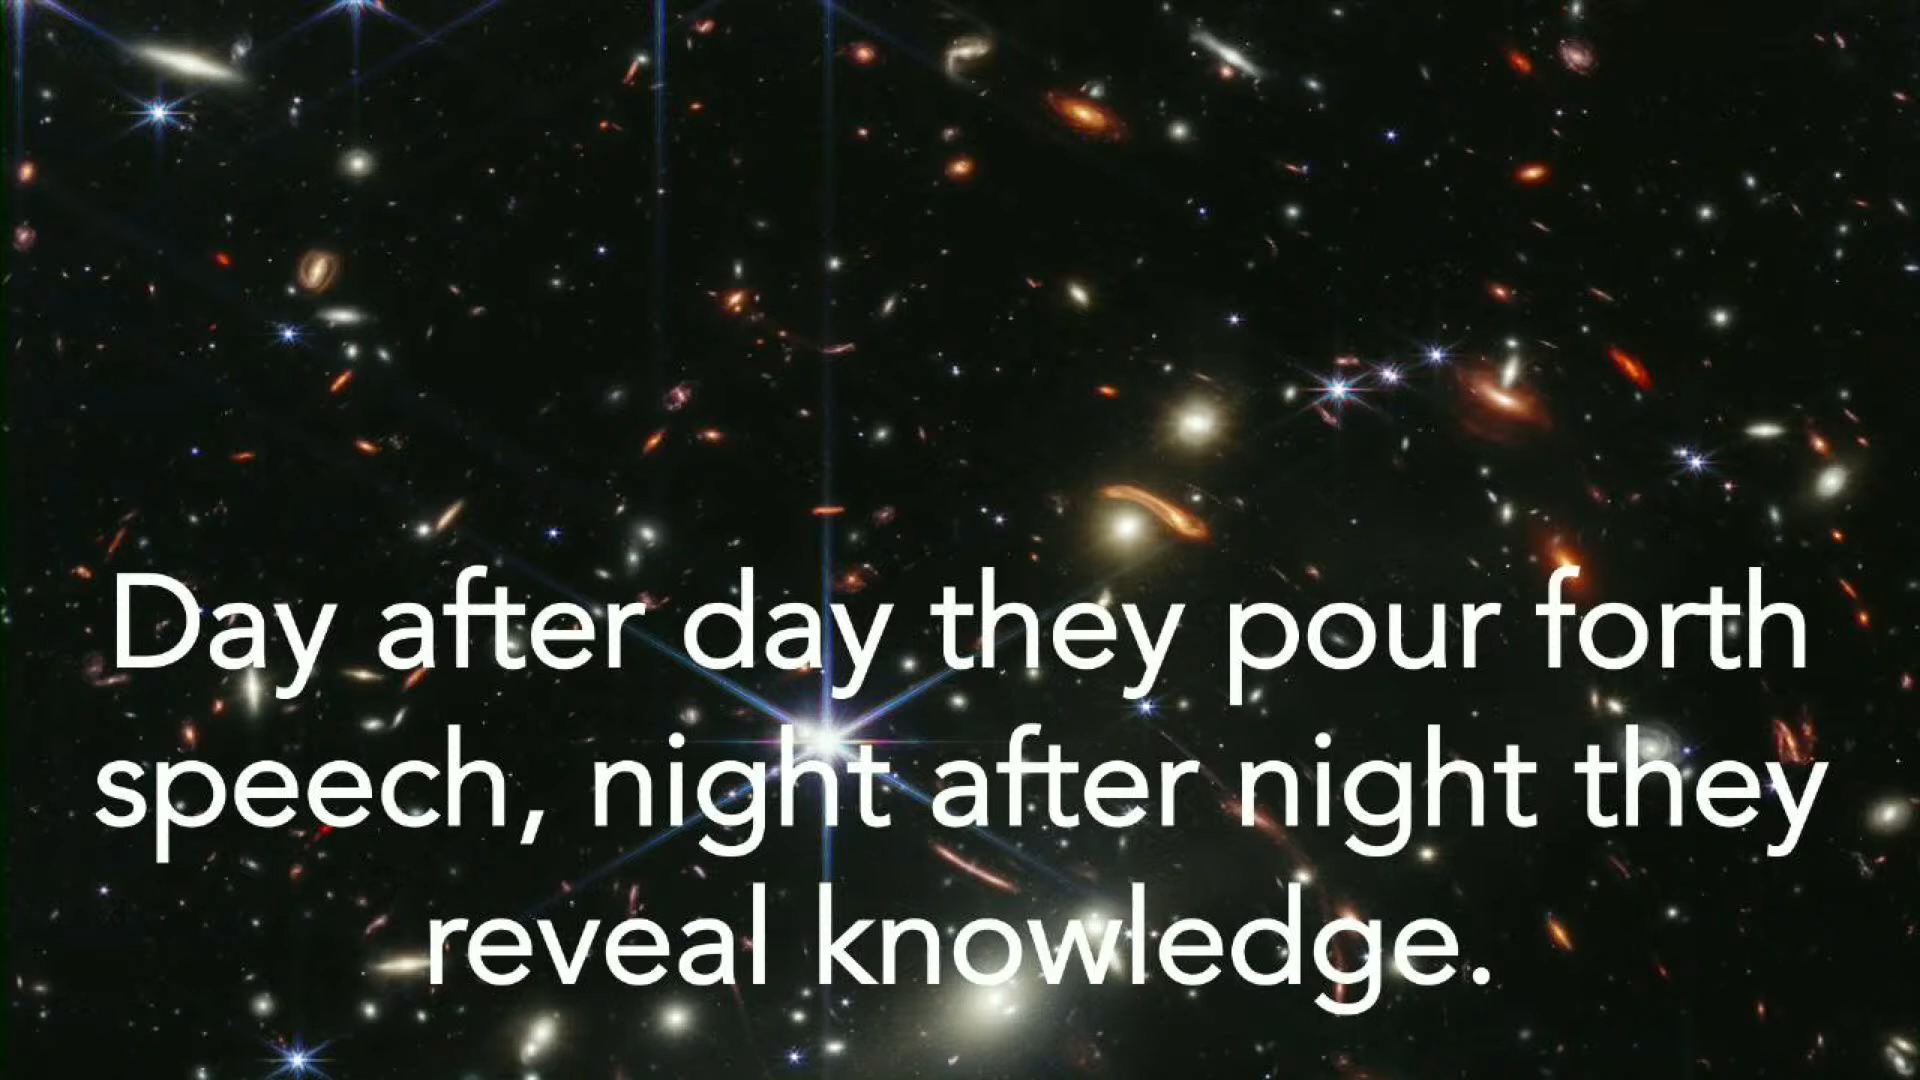 Day after day they pour forth
speech, night after night they
reveal knowledge.